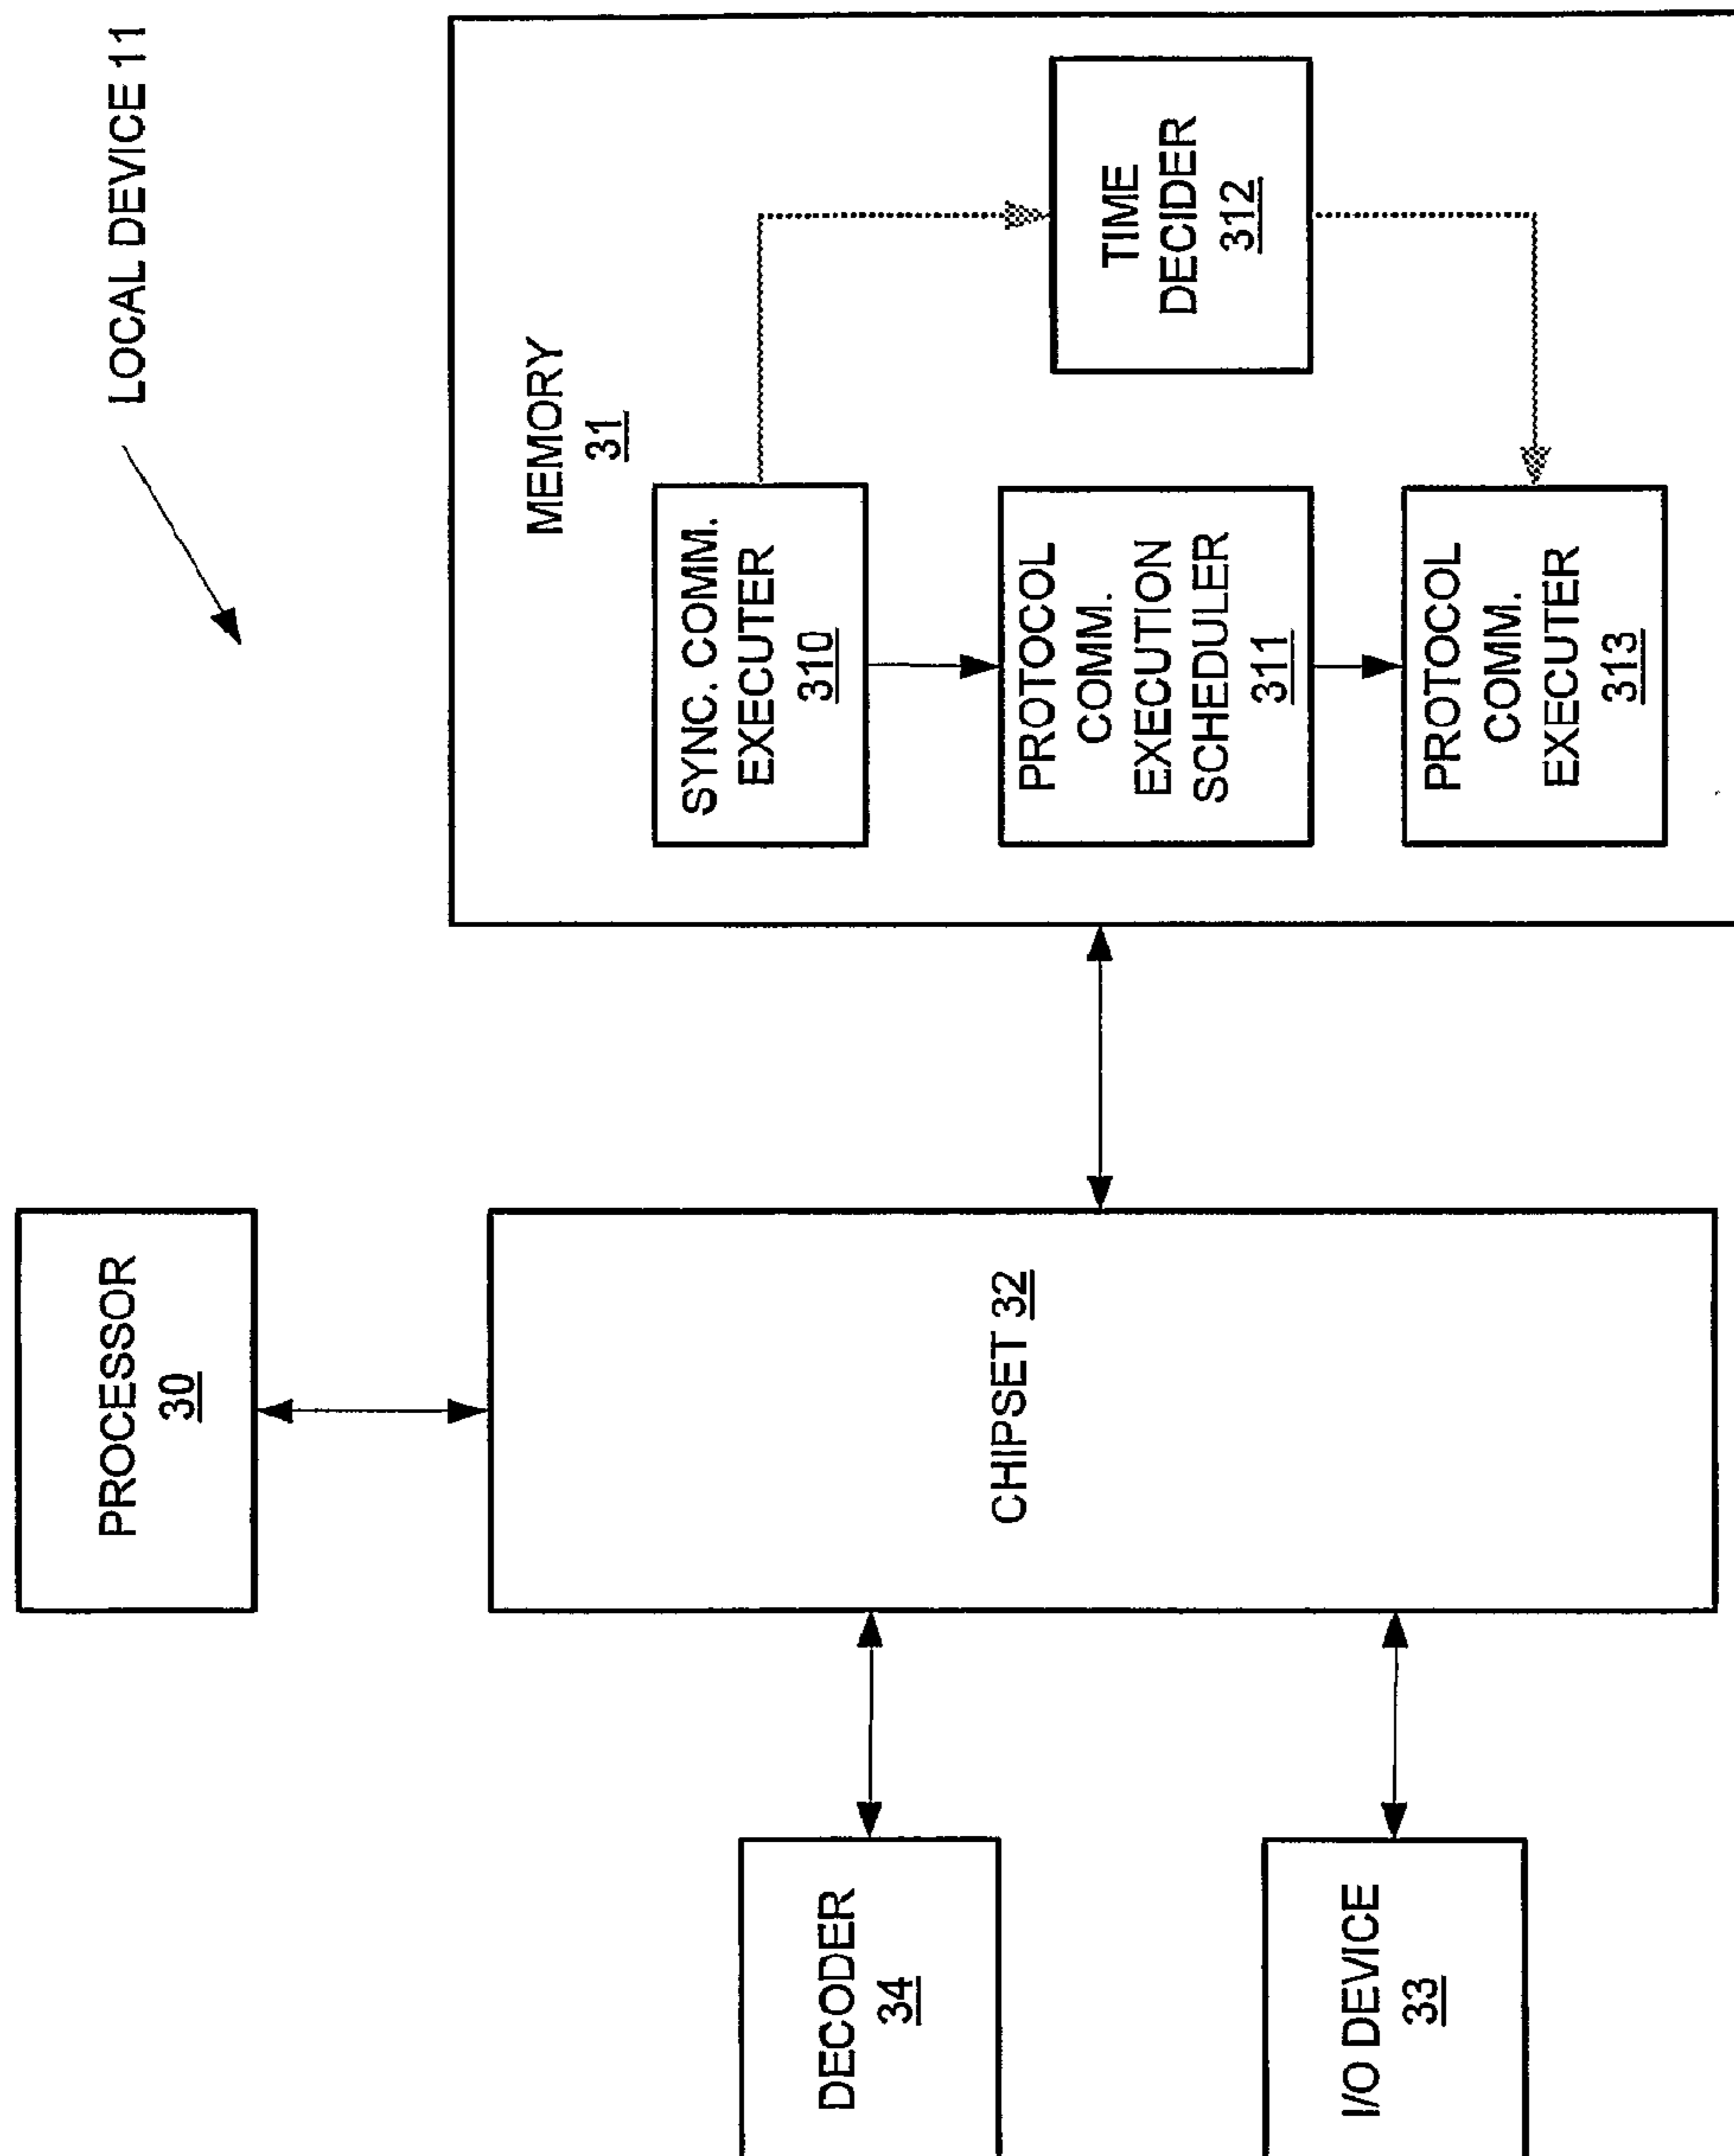 LOCAL DEVICE 11
PROCESSOR
30
MEMORY
31
SYNC. COMM.
EXECUTER
310
PROTOCOL
COMM.
EXECUTION
SCHEDULER
311
TIME
DECIDER
312
PROTOCOL
COMM.
EXECUTER
313
CHIPSET 32
DECODER
34
I/O DEVICE
33